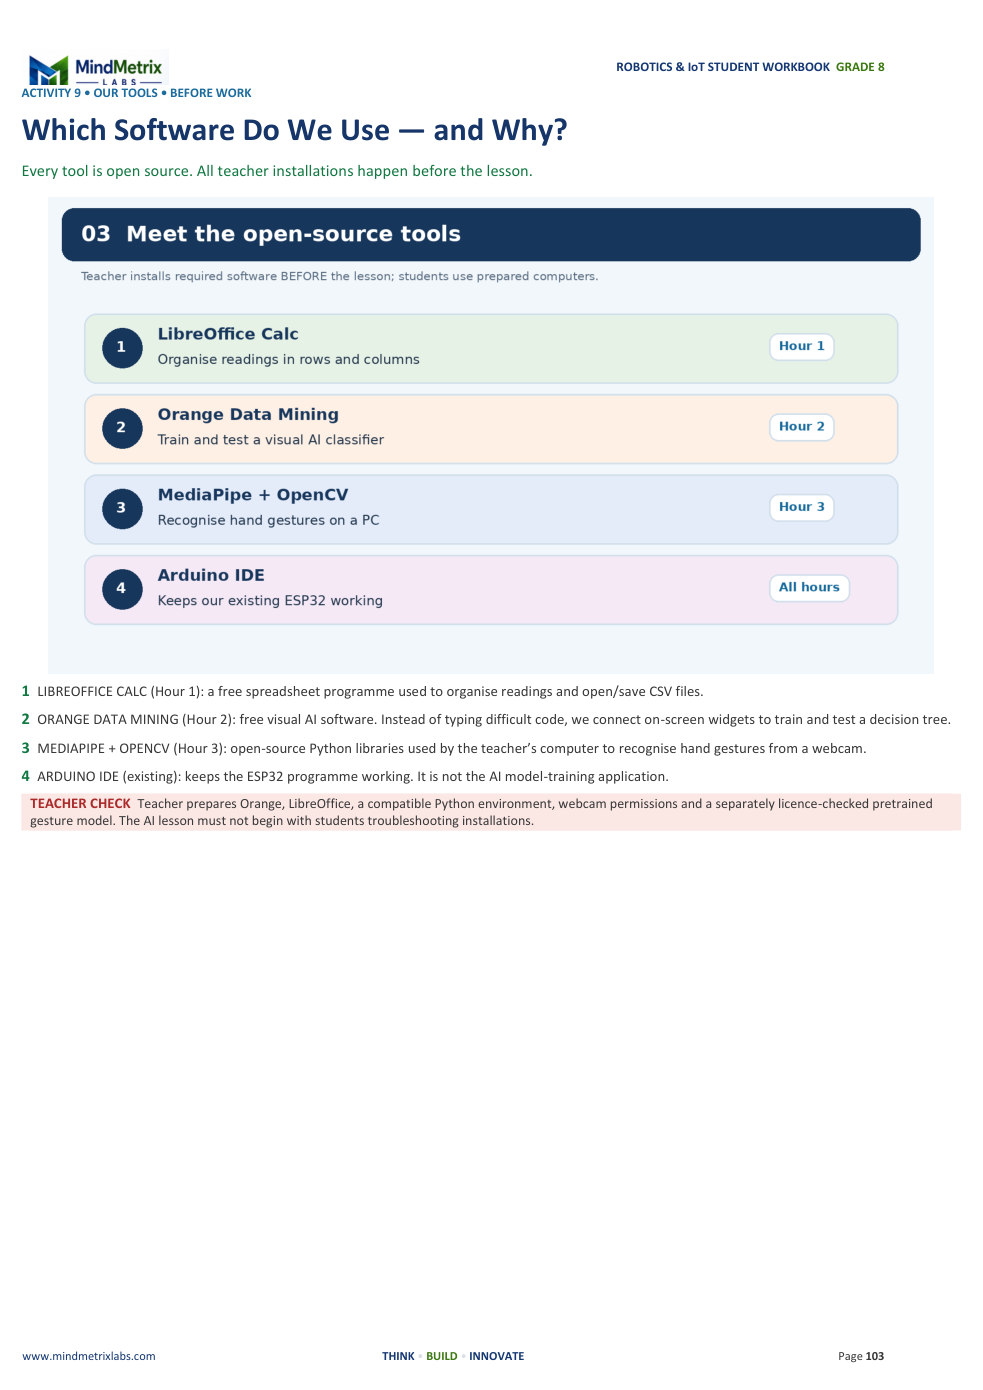 MindMetrix
LABS
ROBOTICS & IoT STUDENT WORKBOOK GRADE 8
ACTIVITY 9 • OUR TOOLS • BEFORE WORK
Which Software Do We Use — and Why?
Every tool is open source. All teacher installations happen before the lesson.
03 Meet the open-source tools
Teacher installs required software BEFORE the lesson; students use prepared computers.
1
LibreOffice Calc
Organise readings in rows and columns
Hour 1
2
Orange Data Mining
Train and test a visual AI classifier
Hour 2
3
MediaPipe + OpenCV
Recognise hand gestures on a PC
Hour 3
4
Arduino IDE
Keeps our existing ESP32 working
All hours
1 LIBREOFFICE CALC (Hour 1): a free spreadsheet programme used to organise readings and open/save CSV files.
2 ORANGE DATA MINING (Hour 2): free visual AI software. Instead of typing difficult code, we connect on-screen widgets to train and test a decision tree.
3 MEDIAPIPE + OPENCV (Hour 3): open-source Python libraries used by the teacher’s computer to recognise hand gestures from a webcam.
4 ARDUINO IDE (existing): keeps the ESP32 programme working. It is not the AI model-training application.
TEACHER CHECK Teacher prepares Orange, LibreOffice, a compatible Python environment, webcam permissions and a separately licence-checked pretrained
gesture model. The AI lesson must not begin with students troubleshooting installations.
www.mindmetrixlabs.com
THINK • BUILD • INNOVATE
Page 103